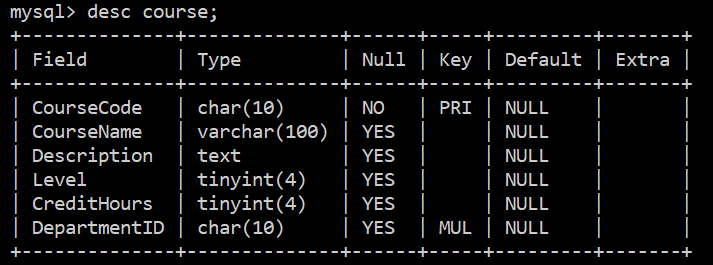 mysql> desc course;
+--------------+--------------+------+-----+---------+-------+
| Field        | Type         | Null | Key | Default | Extra |
+--------------+--------------+------+-----+---------+-------+
| CourseCode   | char(10)     | NO   | PRI | NULL    |       |
| CourseName   | varchar(100) | YES  |     | NULL    |       |
| Description  | text         | YES  |     | NULL    |       |
| Level        | tinyint(4)   | YES  |     | NULL    |       |
| CreditHours  | tinyint(4)   | YES  |     | NULL    |       |
| DepartmentID | char(10)     | YES  | MUL | NULL    |       |
+--------------+--------------+------+-----+---------+-------+